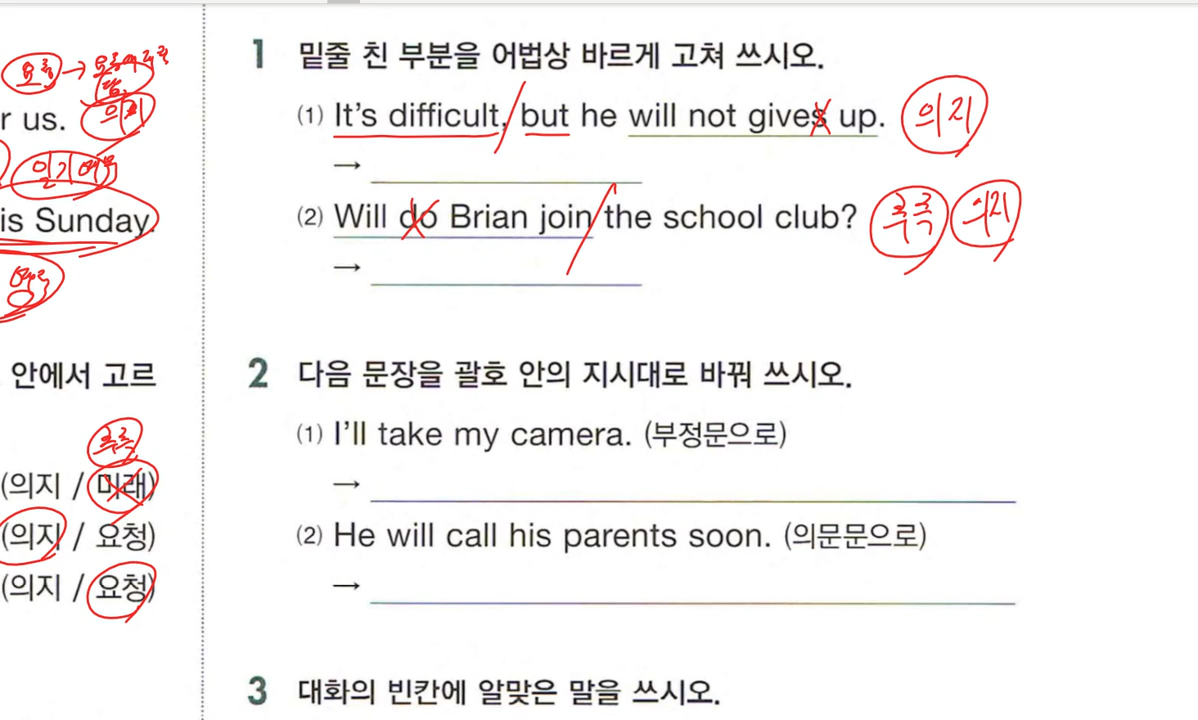 요청 →
r us. 의지
is Sunday.
안에서 고르
추측
(의지 / 미래)
(의지 / 요청)
(의지 / 요청)
1 밑줄 친 부분을 어법상 바르게 고쳐 쓰시오.
(1) It's difficult, but he will not gives up. 의지
→
(2) Will do Brian join the school club? 추측 의지
→
2 다음 문장을 괄호 안의 지시대로 바꿔 쓰시오.
(1) I'll take my camera. (부정문으로)
→
(2) He will call his parents soon. (의문문으로)
→
3 대화의 빈칸에 알맞은 말을 쓰시오.